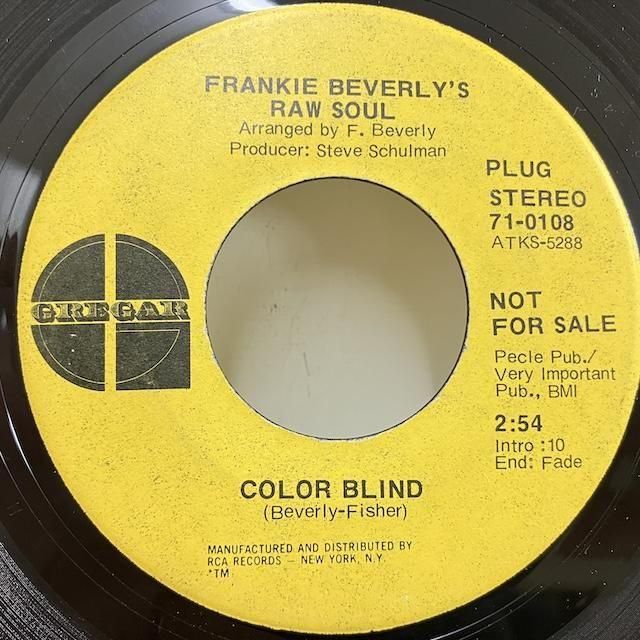 FRANKIE BEVERLY'S
RAW SOUL
Arranged by F. Beverly
Producer: Steve Schulman
PLUG
STEREO
71-0108
ATKS-5288
GREGAR
NOT
FOR SALE
Pecle Pub./
Very Important
Pub., BMI
2:54
Intro :10
End: Fade
COLOR BLIND
(Beverly-Fisher)
MANUFACTURED AND DISTRIBUTED BY
RCA RECORDS – NEW YORK, N.Y.
*TM